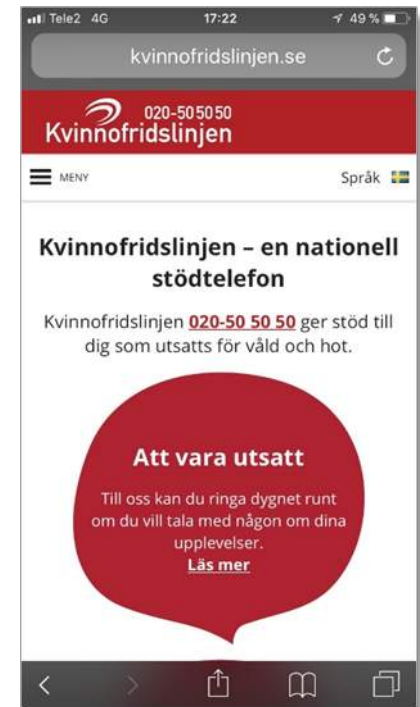 Tele2 4G 17:22 49 %
kvinnofridslinjen.se
020-50 50 50
Kvinnofridslinjen
MENY Språk
Kvinnofridslinjen – en nationell
stödtelefon
Kvinnofridslinjen 020-50 50 50 ger stöd till
dig som utsatts för våld och hot.
Att vara utsatt
Till oss kan du ringa dygnet runt
om du vill tala med någon om dina
upplevelser.
Läs mer